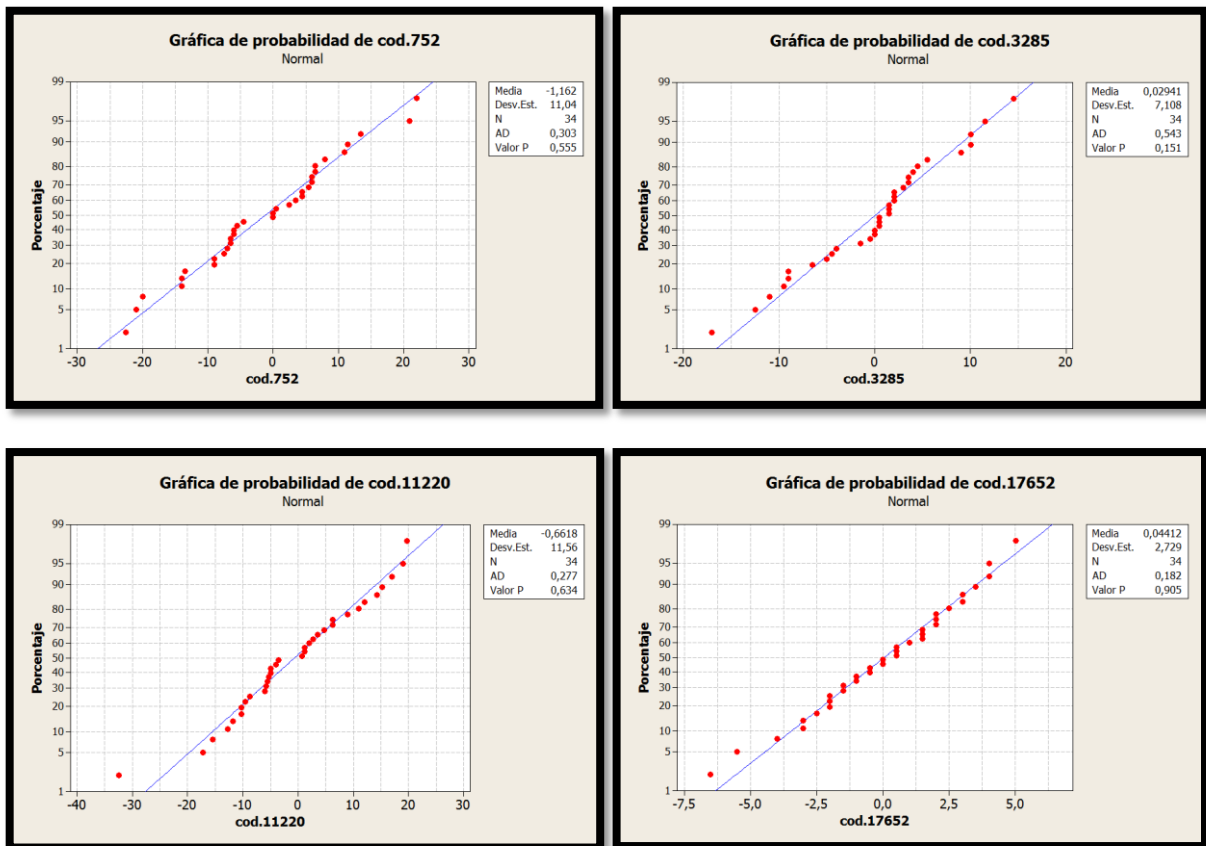 Gráfica de probabilidad de cod.752
Normal
99
95
90
80
70
60
50
40
30
20
10
5
1
Porcentaje
-30 -20 -10 0 10 20 30
cod.752
Media -1,162
Desv.Est. 11,04
N 34
AD 0,303
Valor P 0,555
Gráfica de probabilidad de cod.3285
Normal
99
95
90
80
70
60
50
40
30
20
10
5
1
Porcentaje
-20 -10 0 10 20
cod.3285
Media 0,02941
Desv.Est. 7,108
N 34
AD 0,543
Valor P 0,151
Gráfica de probabilidad de cod.11220
Normal
99
95
90
80
70
60
50
40
30
20
10
5
1
Porcentaje
-40 -30 -20 -10 0 10 20 30
cod.11220
Media -0,6618
Desv.Est. 11,56
N 34
AD 0,277
Valor P 0,634
Gráfica de probabilidad de cod.17652
Normal
99
95
90
80
70
60
50
40
30
20
10
5
1
Porcentaje
-7,5 -5,0 -2,5 0,0 2,5 5,0
cod.17652
Media 0,04412
Desv.Est. 2,729
N 34
AD 0,182
Valor P 0,905